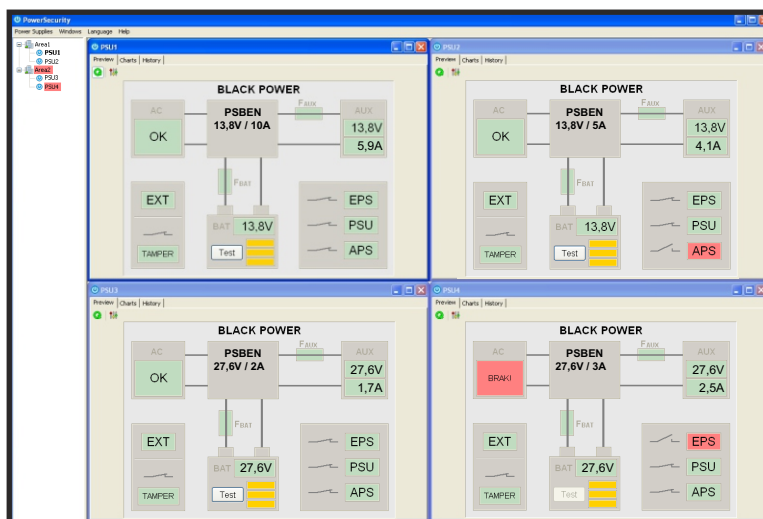 PowerSecurity
Power Supplies Windows Language Help
Area1
PSU1
PSU2
Area2
PSU3
PSU4
PSU1
Preview Charts History
BLACK POWER
AC
OK
PSBEN
13,8V / 10A
FAUX
AUX
13,8V
5,9A
FBAT
EXT
TAMPER
BAT 13,8V
Test
EPS
PSU
APS
PSU2
Preview Charts History
BLACK POWER
AC
OK
PSBEN
13,8V / 5A
FAUX
AUX
13,8V
4,1A
FBAT
EXT
TAMPER
BAT 13,8V
Test
EPS
PSU
APS
PSU3
Preview Charts History
BLACK POWER
AC
OK
PSBEN
27,6V / 2A
FAUX
AUX
27,6V
1,7A
FBAT
EXT
TAMPER
BAT 27,6V
Test
EPS
PSU
APS
PSU4
Preview Charts History
BLACK POWER
AC
BRAK!
PSBEN
27,6V / 3A
FAUX
AUX
27,6V
2,5A
FBAT
EXT
TAMPER
BAT 27,6V
Test
EPS
PSU
APS